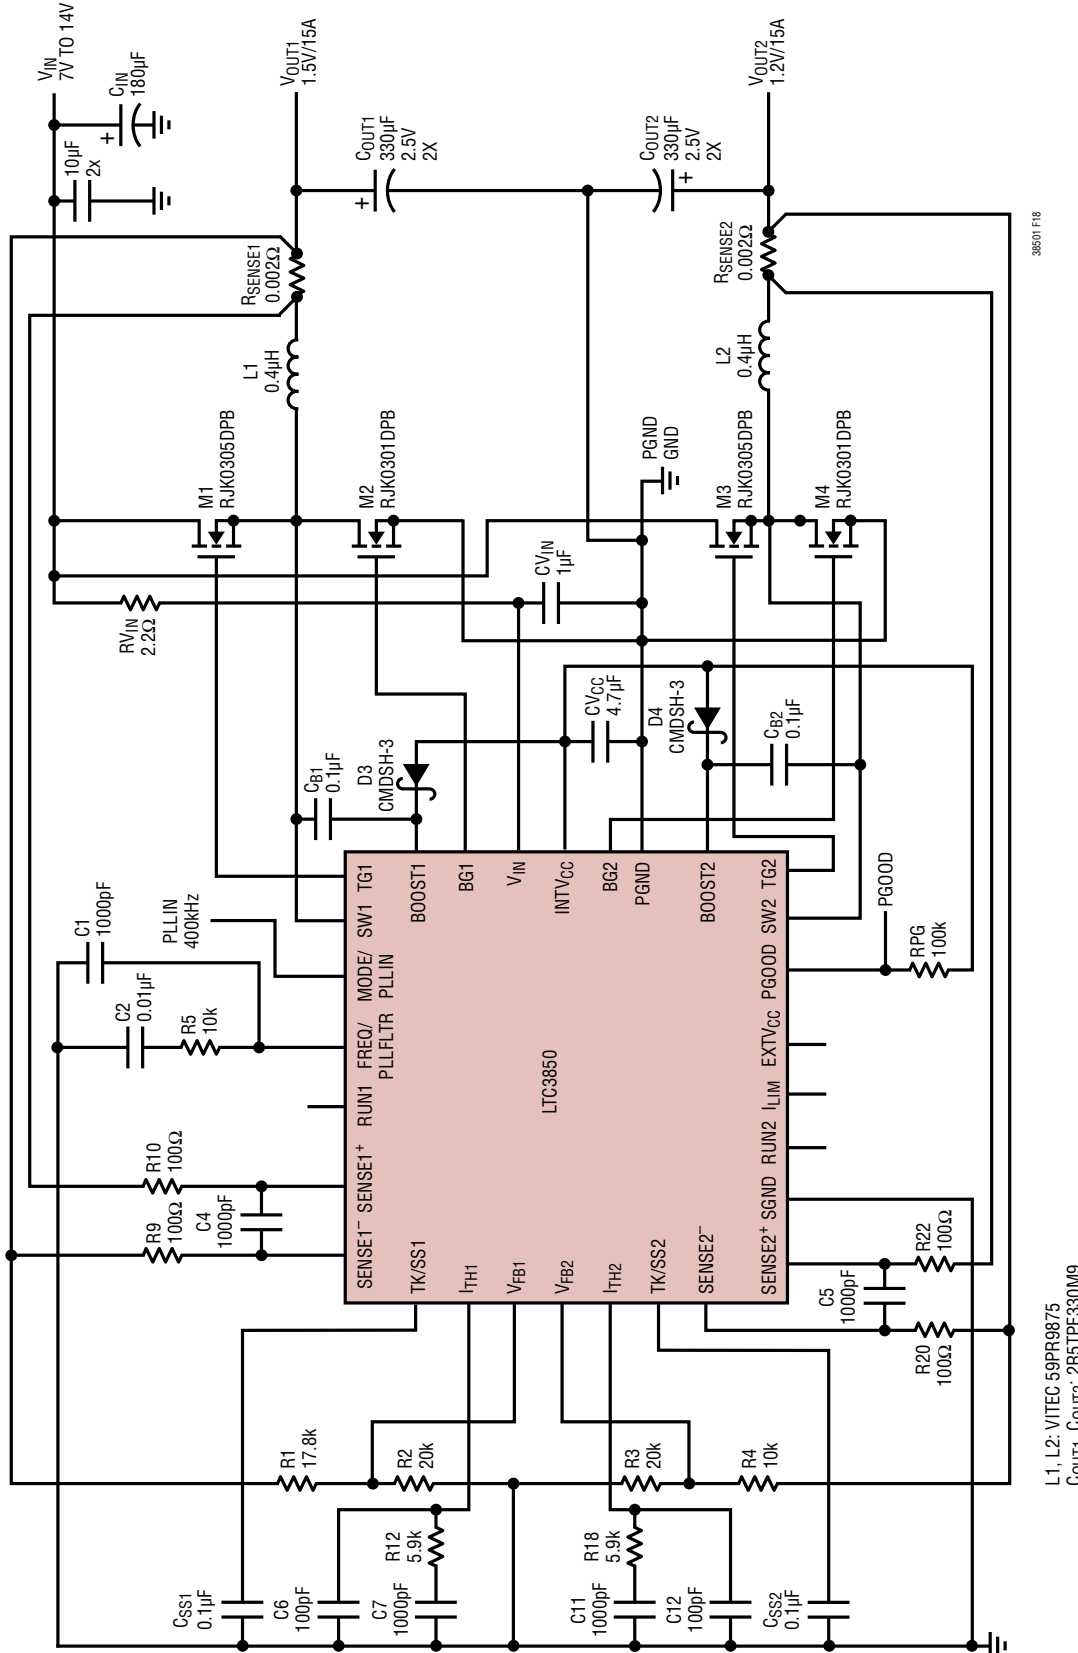 VIN
7V TO 14V
CIN
180µF
+
10µF
2x
VOUT1
1.5V/15A
COUT1
330µF
2.5V
2X
+
COUT2
330µF
2.5V
2X
+
VOUT2
1.2V/15A
RSENSE1
0.002Ω
RSENSE2
0.002Ω
38501 F18
L1
0.4µH
L2
0.4µH
M1
RJK0305DPB
M2
RJK0301DPB
PGND
GND
M3
RJK0305DPB
M4
RJK0301DPB
RVIN
2.2Ω
CVIN
1µF
CB1
0.1µF
D3
CMDSH-3
CVCC
4.7µF
D4
CMDSH-3
CB2
0.1µF
C1
1000pF
PLLIN
400kHz
C2
0.01µF
R5
10k
R10
100Ω
R9
100Ω
C4
1000pF
TG1
SW1
MODE/
PLLIN
FREQ/
PLLFLTR
RUN1
SENSE1+
SENSE1–
BOOST1
BG1
VIN
INTVCC
BG2
PGND
BOOST2
LTC3850
TG2
SW2
PGOOD
EXTVCC
ILIM
RUN2
SGND
SENSE2+
TK/SS1
ITH1
VFB1
VFB2
ITH2
TK/SS2
SENSE2–
PGOOD
RPG
100k
R22
100Ω
C5
1000pF
R20
100Ω
R1
17.8k
R2
20k
R3
20k
R4
10k
CSS1
0.1µF
C6
100pF
C7
1000pF
R12
5.9k
R18
5.9k
C11
1000pF
C12
100pF
CSS2
0.1µF
L1, L2: VITEC 59PR9875
COUT1, COUT2: 2R5TPE330M9